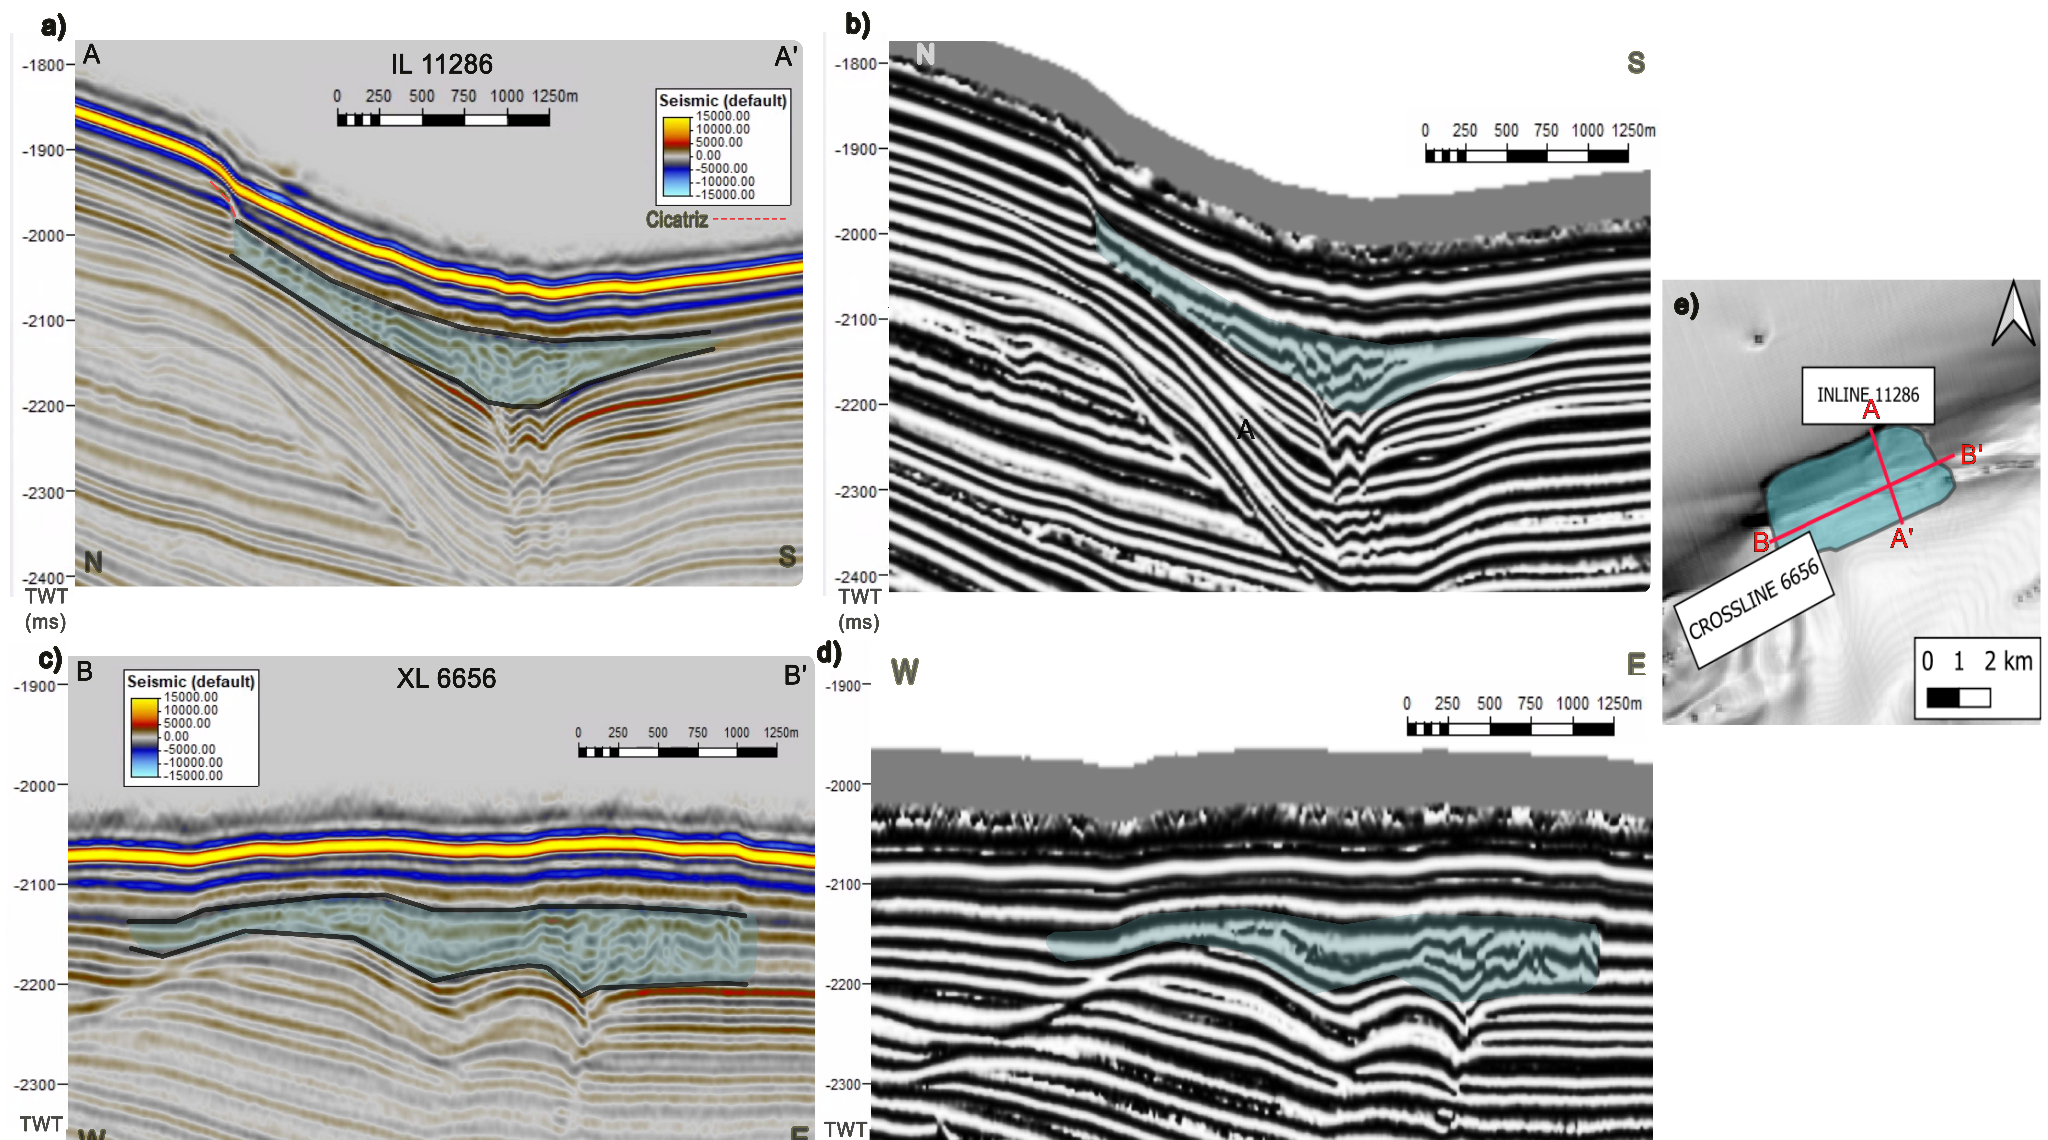 a)
A
IL 11286
A'
0 250 500 750 1000 1250m
Seismic (default)
15000.00
10000.00
5000.00
0.00
-5000.00
-10000.00
-15000.00
Cicatriz
-1800
-1900
-2000
-2100
-2200
-2300
-2400
TWT
(ms)
N
S
b)
N
S
0 250 500 750 1000 1250m
-1800
-1900
-2000
-2100
-2200
-2300
-2400
TWT
(ms)
A
c)
B
XL 6656
B'
Seismic (default)
15000.00
10000.00
5000.00
0.00
-5000.00
-10000.00
-15000.00
0 250 500 750 1000 1250m
-1900
-2000
-2100
-2200
-2300
TWT
W
E
d)
W
E
0 250 500 750 1000 1250m
-1900
-2000
-2100
-2200
-2300
TWT
e)
INLINE 11286
A
B'
B
A'
CROSSLINE 6656
0 1 2 km